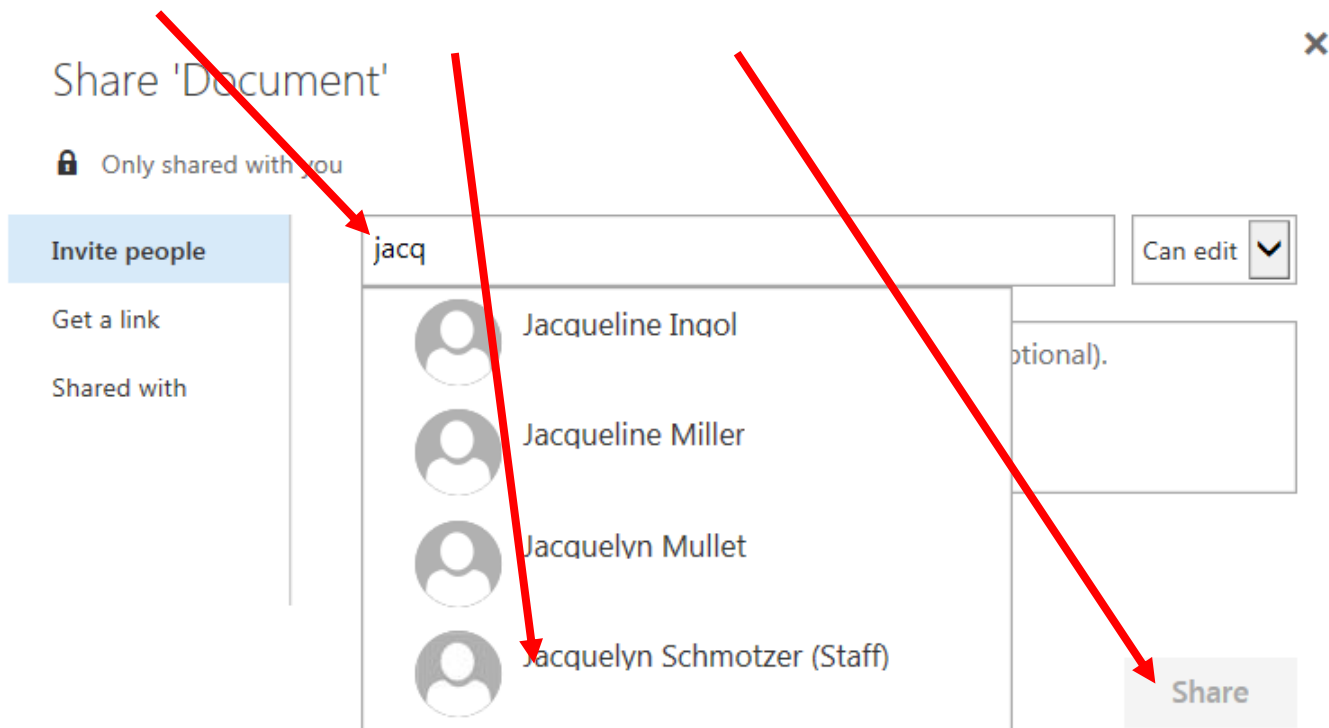 Share 'Document'
Only shared with you
Invite people
Get a link
Shared with
jacq
Can edit
Jacqueline Ingol
Jacqueline Miller
Jacquelyn Mullet
Jacquelyn Schmotzer (Staff)
ptional).
Share